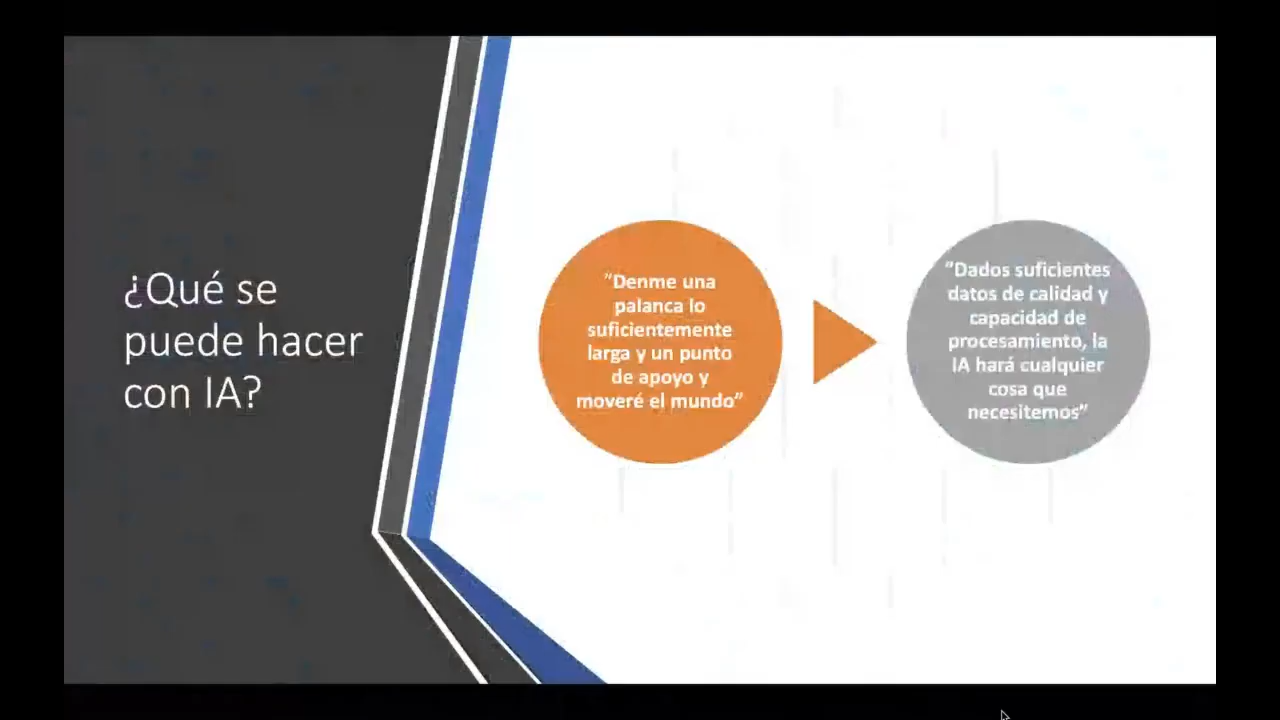 ¿Qué se
puede hacer
con IA?
"Denme una
palanca lo
suficientemente
larga y un punto
de apoyo y
moveré el mundo"
"Dados suficientes
datos de calidad y
capacidad de
procesamiento, la
IA hará cualquier
cosa que
necesitemos"